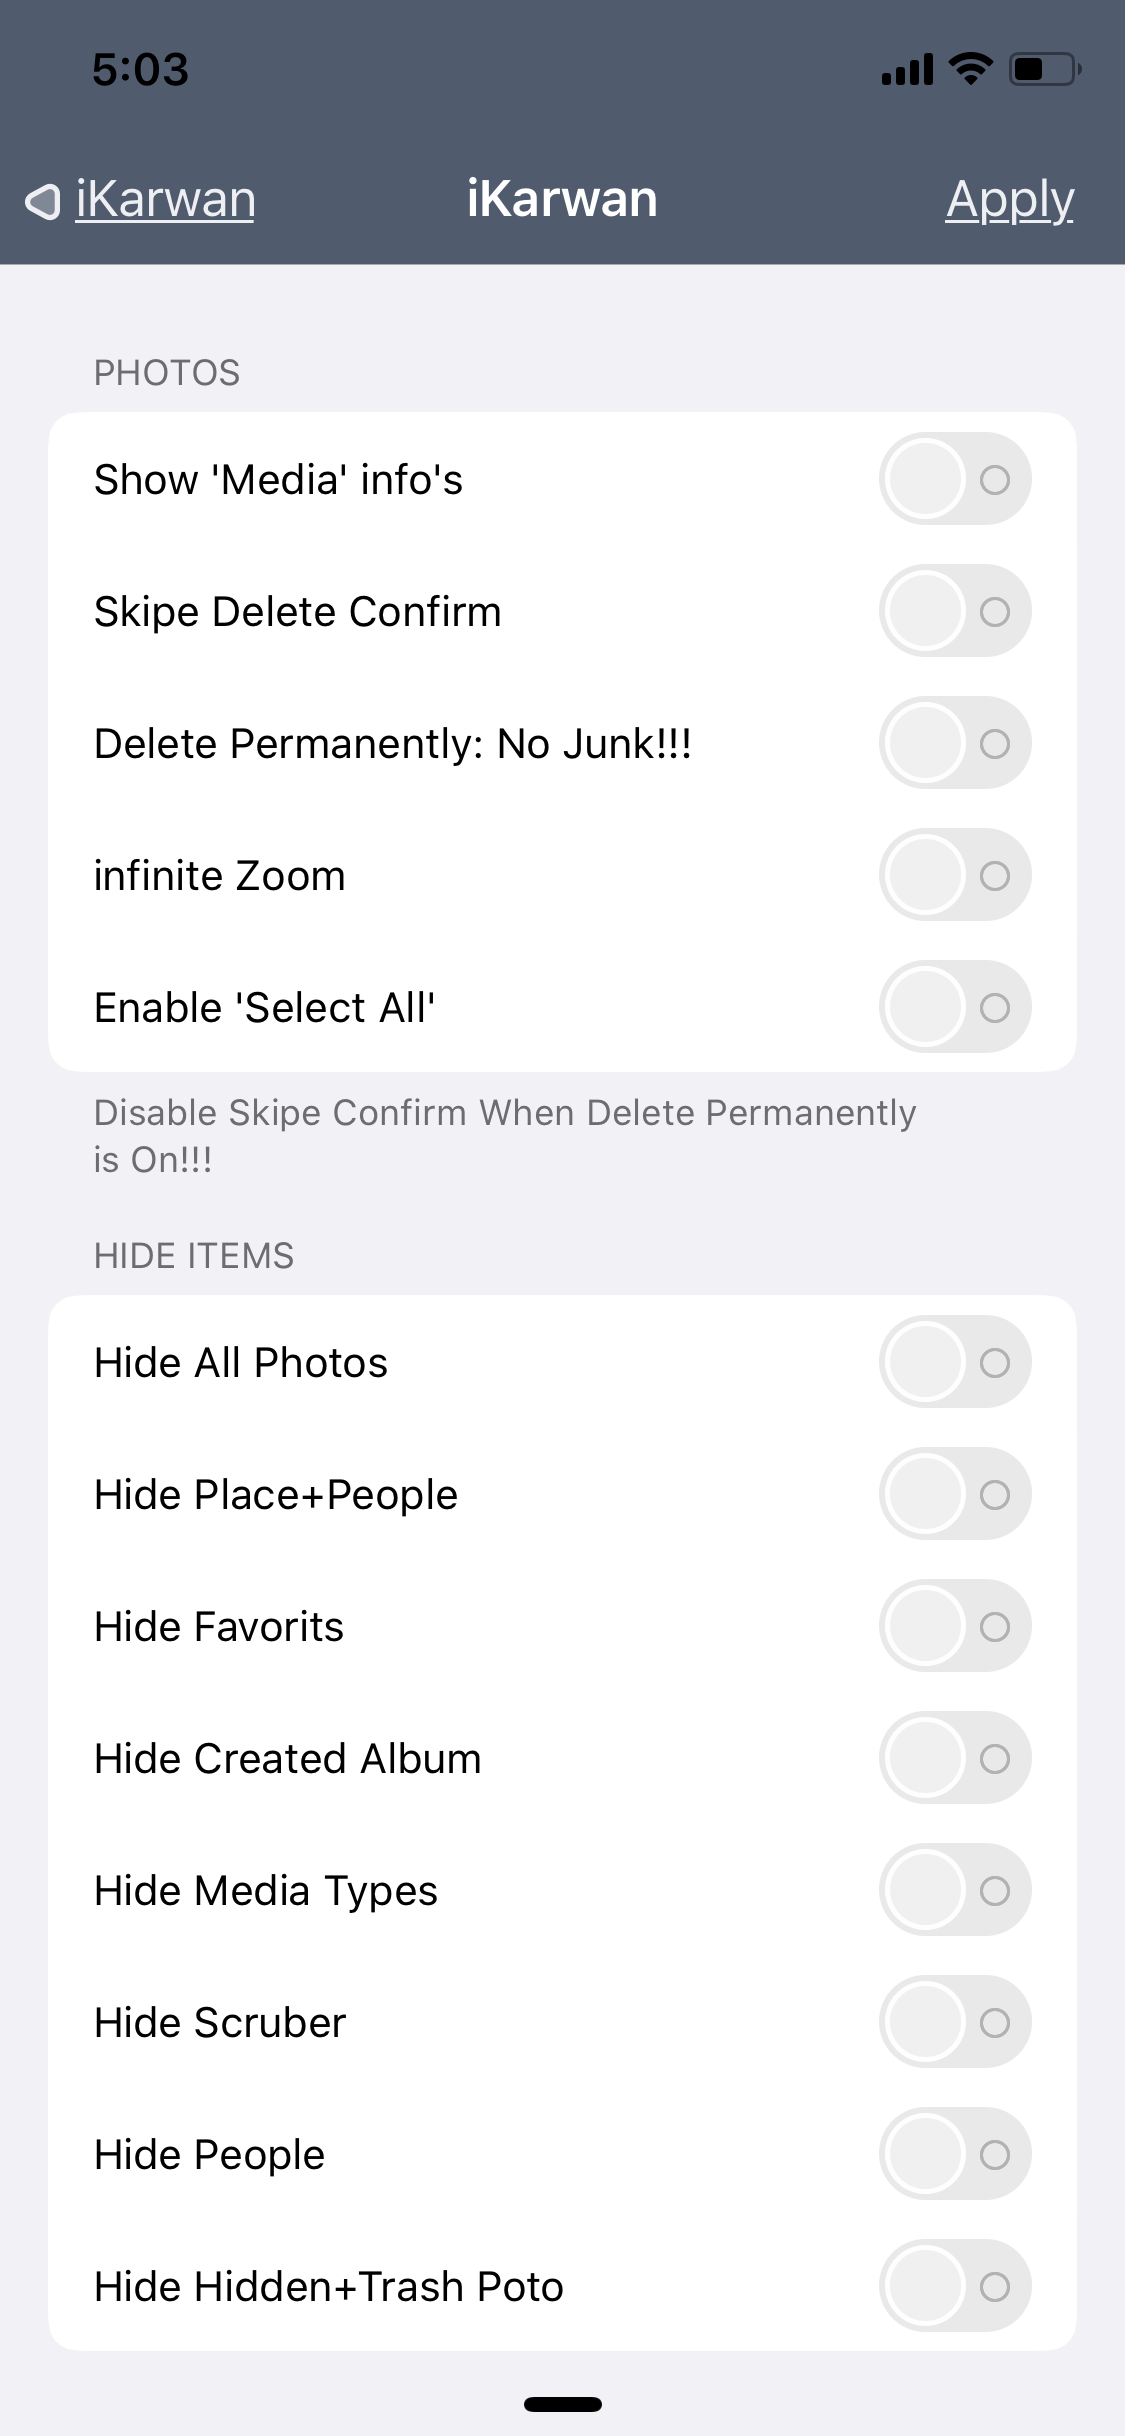 5:03
iKarwan
iKarwan
Apply
PHOTOS
Show 'Media' info's
Skipe Delete Confirm
Delete Permanently: No Junk!!!
infinite Zoom
Enable 'Select All'
Disable Skipe Confirm When Delete Permanently
is On!!!
HIDE ITEMS
Hide All Photos
Hide Place+People
Hide Favorits
Hide Created Album
Hide Media Types
Hide Scruber
Hide People
Hide Hidden+Trash Poto